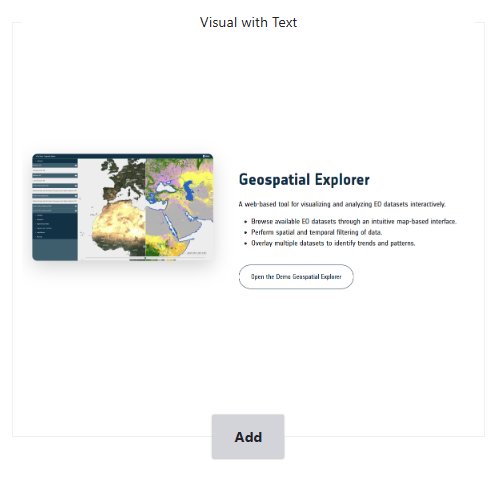 Visual with Text
Geospatial Explorer
A web-based tool for visualizing and analyzing EO datasets interactively.
Browse available EO datasets through an intuitive map-based interface.
Perform spatial and temporal filtering of data.
Overlay multiple datasets to identify trends and patterns.
Open the Demo Geospatial Explorer
Add